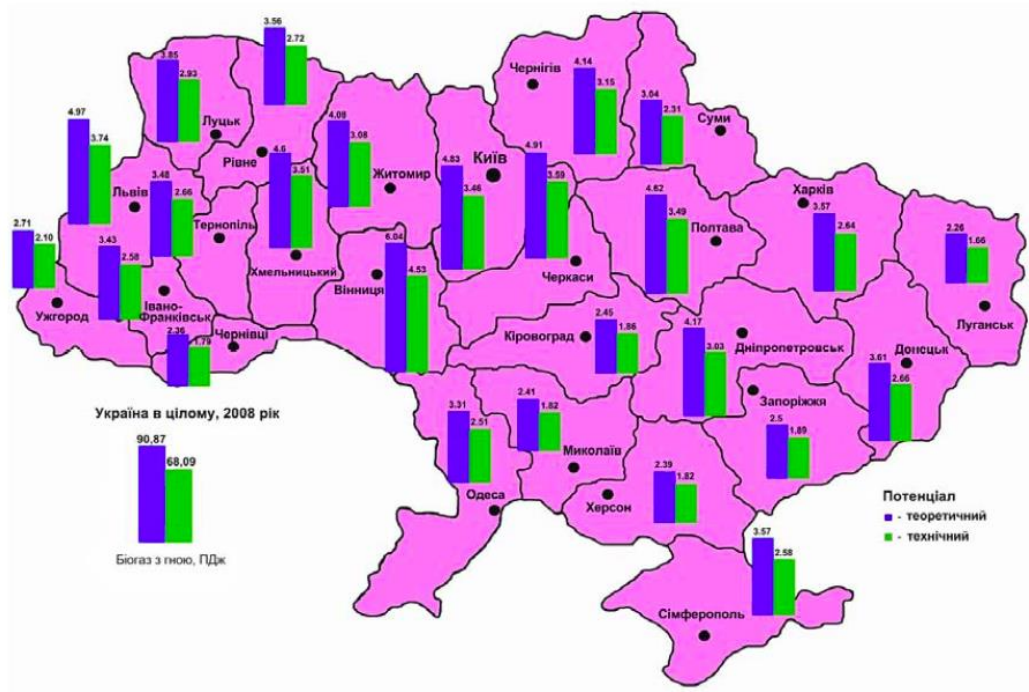 3.56
2.72
3.85
2.93
Луцьк
Рівне
4.97
3.74
Львів
3.48
2.66
Тернопіль
4.6
3.51
Хмельницький
4.08
3.08
Житомир
Київ
4.83
3.46
Чернігів
4.14
3.15
3.04
2.31
Суми
4.91
3.59
Черкаси
4.62
3.49
Полтава
Харків
3.57
2.64
2.26
1.66
Луганськ
2.71
2.10
Ужгород
3.43
2.58
Івано-
Франківськ
2.36
1.79
Чернівці
Вінниця
6.04
4.53
Кіровоград
2.45
1.86
4.17
3.03
Дніпропетровськ
Донецьк
3.61
2.66
Запоріжжя
2.5
1.89
3.31
2.51
Одеса
2.41
1.82
Миколаїв
Херсон
2.39
1.82
3.57
2.58
Сімферополь
Україна в цілому, 2008 рік
90,87
68,09
Біогаз з гною, ПДж
Потенціал
- теоретичний
- технічний